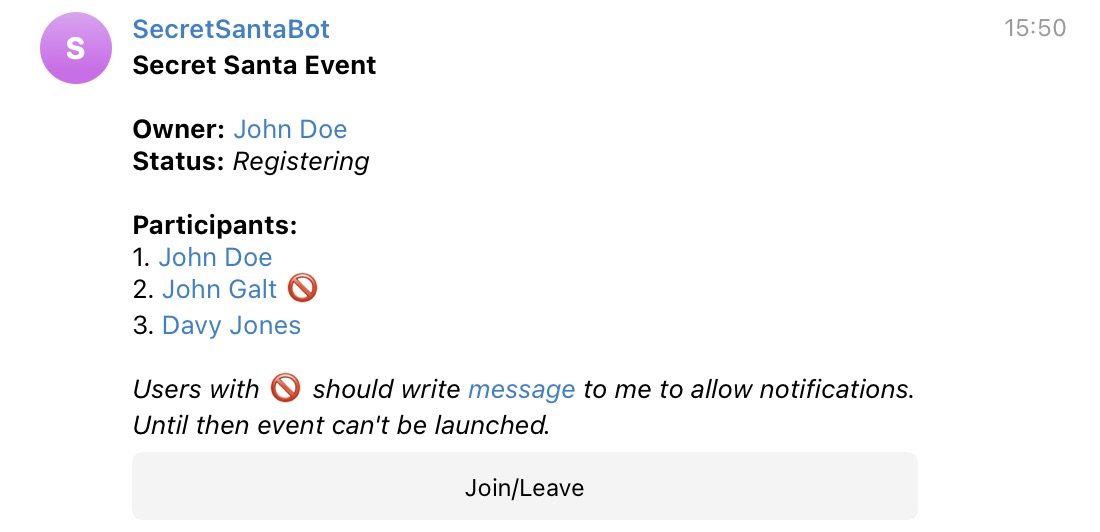 S
SecretSantaBot 15:50
Secret Santa Event
Owner: John Doe
Status: Registering
Participants:
1. John Doe
2. John Galt 🚫
3. Davy Jones
Users with 🚫 should write message to me to allow notifications.
Until then event can't be launched.
Join/Leave